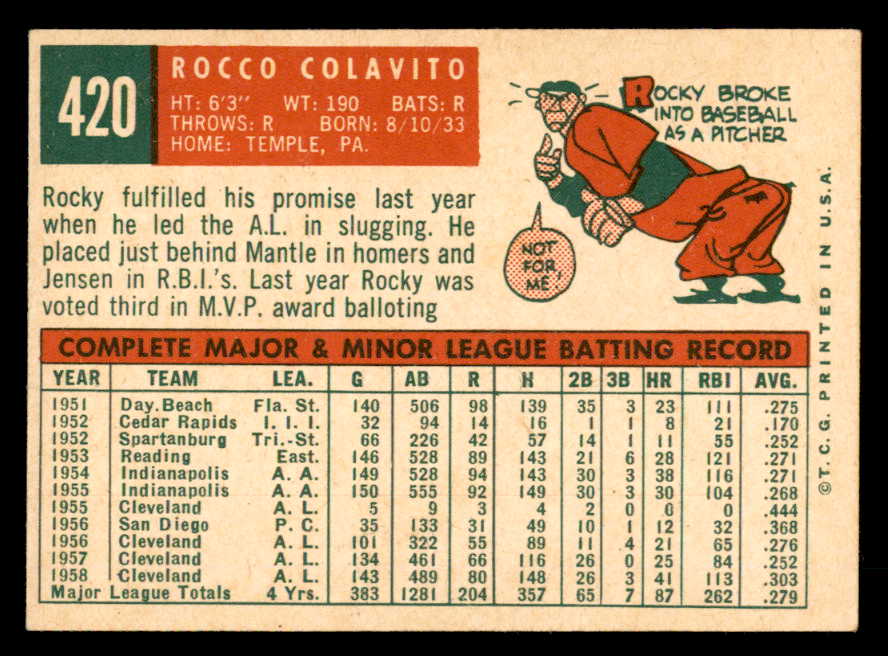 420
ROCCO COLAVITO
HT: 6'3" WT: 190 BATS: R
THROWS: R BORN: 8/10/33
HOME: TEMPLE, PA.
ROCKY BROKE
INTO BASEBALL
AS A PITCHER
NOT
FOR
ME
Rocky fulfilled his promise last year
when he led the A.L. in slugging. He
placed just behind Mantle in homers and
Jensen in R.B.I.'s. Last year Rocky was
voted third in M.V.P. award balloting
COMPLETE MAJOR & MINOR LEAGUE BATTING RECORD
YEAR TEAM LEA. G AB R H 2B 3B HR RBI AVG.
1951 Day. Beach Fla. St. 140 506 98 139 35 3 23 111 .275
1952 Cedar Rapids I. I. I. 32 94 14 16 1 1 8 21 .170
1952 Spartanburg Tri.-St. 66 226 42 57 14 1 11 55 .252
1953 Reading East. 146 528 89 143 21 6 28 121 .271
1954 Indianapolis A. A. 149 528 94 143 30 3 38 116 .271
1955 Indianapolis A. A. 150 555 92 149 30 3 30 104 .268
1955 Cleveland A. L. 5 9 3 4 2 0 0 0 .444
1956 San Diego P. C. 35 133 31 49 10 1 12 32 .368
1956 Cleveland A. L. 101 322 55 89 11 4 21 65 .276
1957 Cleveland A. L. 134 461 66 116 26 0 25 84 .252
1958 Cleveland A. L. 143 489 80 148 26 3 41 113 .303
Major League Totals 4 Yrs. 383 1281 204 357 65 7 87 262 .279
©T.C.G. PRINTED IN U.S.A.